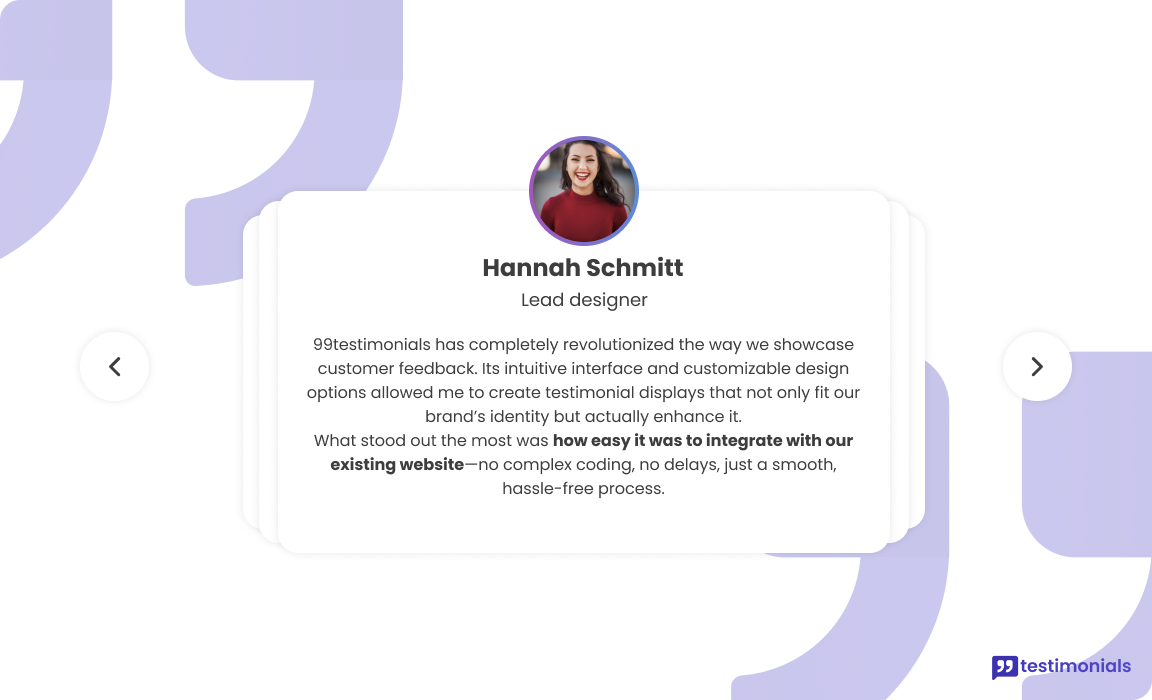 Hannah Schmitt
Lead designer
99testimonials has completely revolutionized the way we showcase
customer feedback. Its intuitive interface and customizable design
options allowed me to create testimonial displays that not only fit our
brand’s identity but actually enhance it.
What stood out the most was how easy it was to integrate with our
existing website—no complex coding, no delays, just a smooth,
hassle-free process.
testimonials